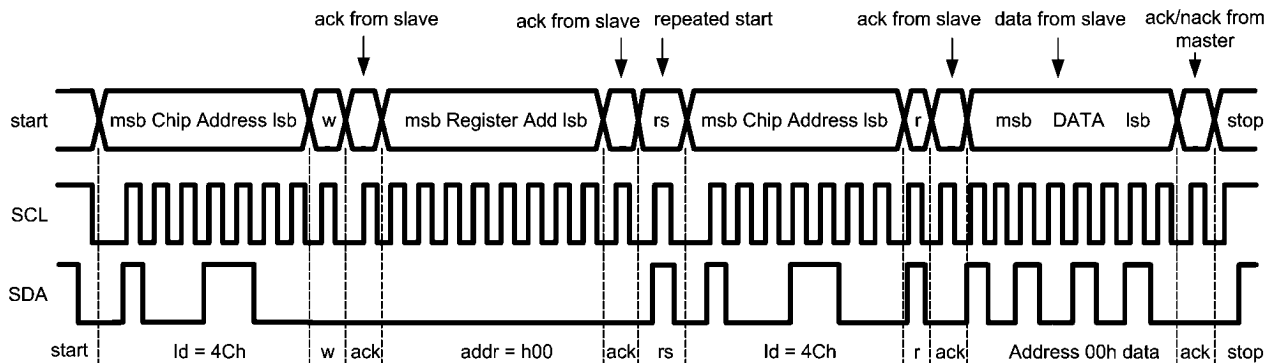 ack from slave
ack from slave
repeated start
ack from slave
data from slave
ack/nack from
master
start
msb Chip Address lsb
w
msb Register Add lsb
rs
msb Chip Address lsb
r
msb DATA lsb
stop
SCL
SDA
start
Id = 4Ch
w
ack
addr = h00
ack
rs
Id = 4Ch
r
ack
Address 00h data
ack
stop